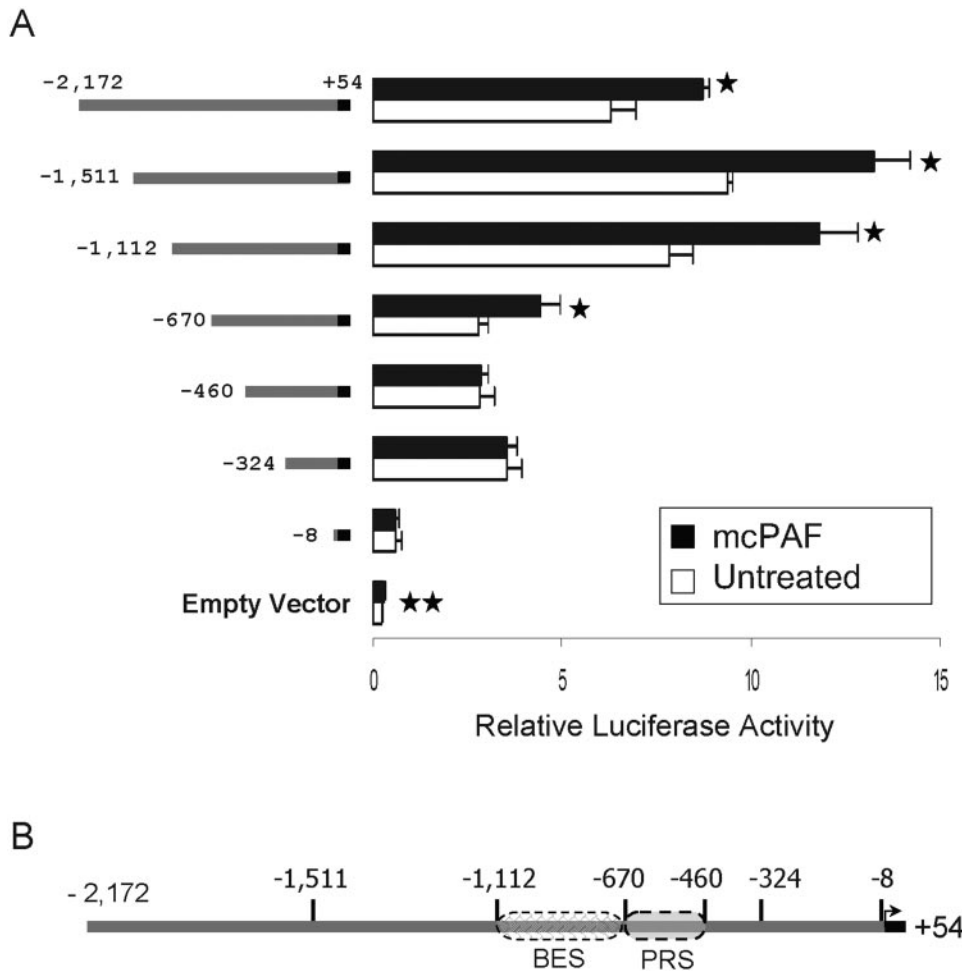 A
-2,172 +54
★
-1,511
★
-1,112
★
-670
★
-460
-324
-8
Empty Vector ★★
mcPAF
Untreated
0 5 10 15
Relative Luciferase Activity
B
-2,172 -1,511 -1,112 -670 -460 -324 -8 +54
BES PRS